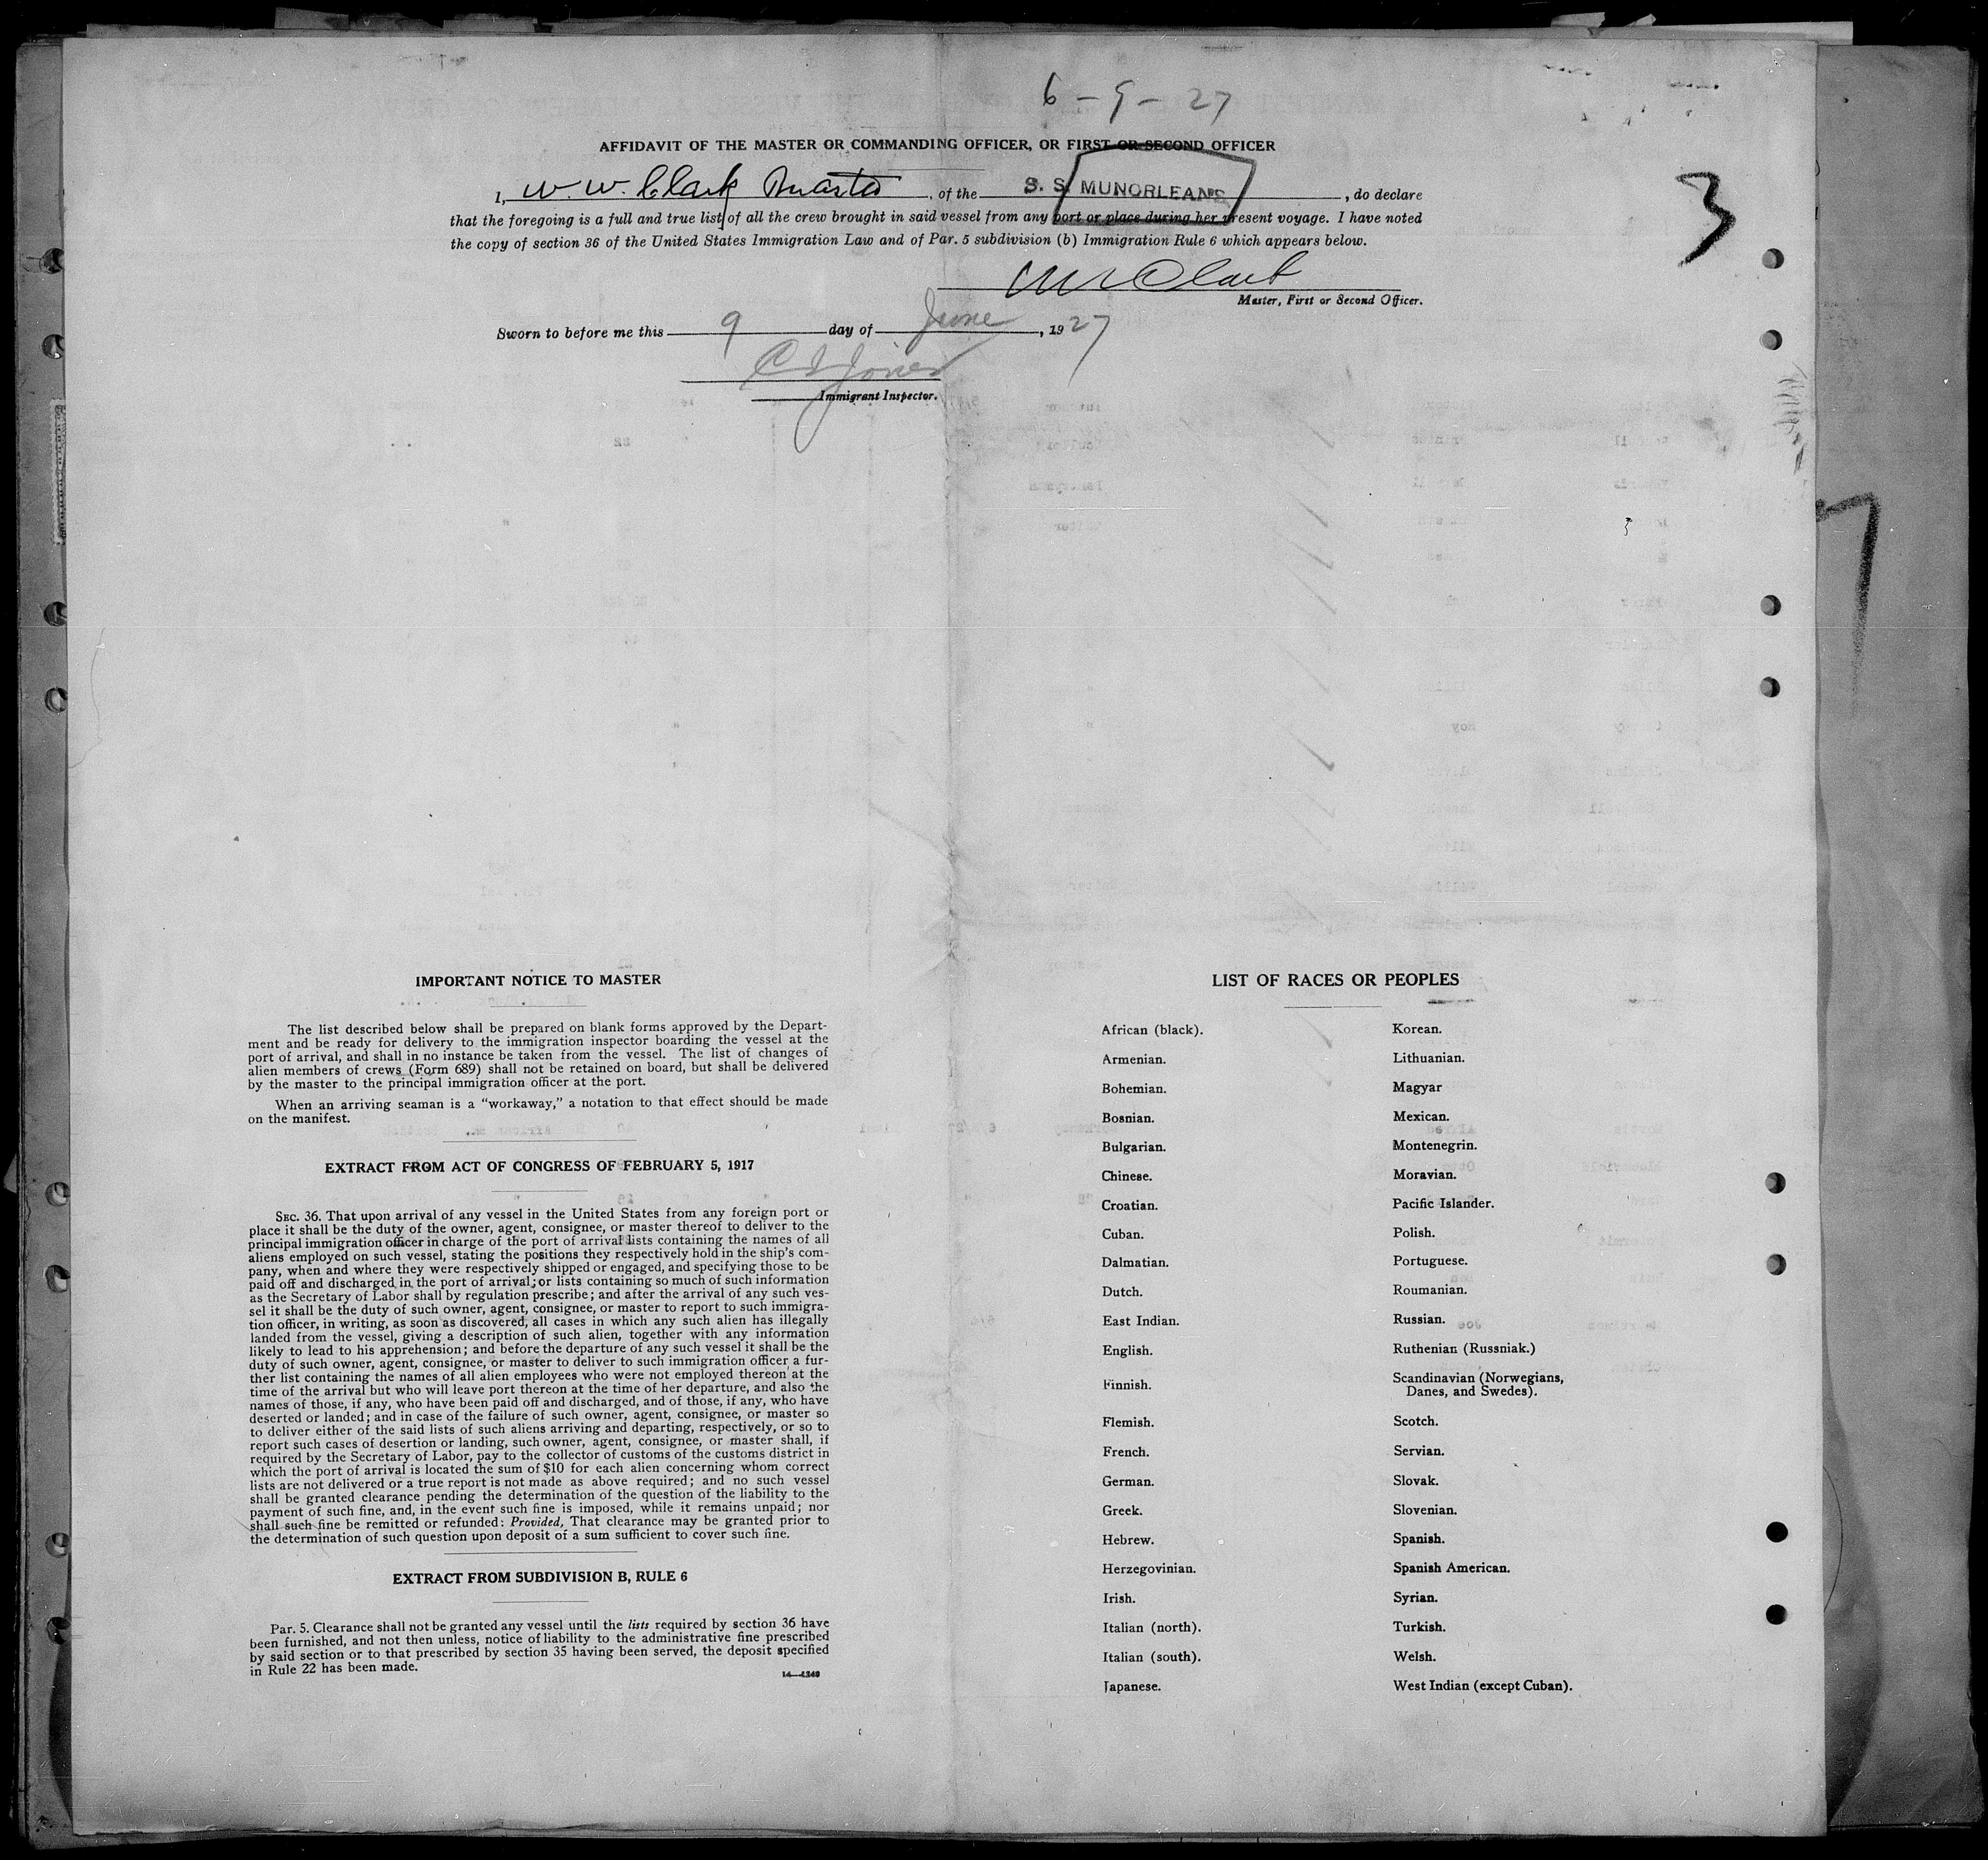 6-9-27
AFFIDAVIT OF THE MASTER OR COMMANDING OFFICER, OR FIRST OR SECOND OFFICER
I, W. W. Clark Master, of the S. S. MUNORLEANS, do declare
3
that the foregoing is a full and true list of all the crew brought in said vessel from any port or place during her present voyage. I have noted
the copy of section 36 of the United States Immigration Law and of Par. 5 subdivision (b) Immigration Rule 6 which appears below.
W W Clark
Master, First or Second Officer.
Sworn to before me this 9 day of June, 1927
Jones
Immigrant Inspector.
7
IMPORTANT NOTICE TO MASTER
The list described below shall be prepared on blank forms approved by the Depart-
ment and be ready for delivery to the immigration inspector boarding the vessel at the
port of arrival, and shall in no instance be taken from the vessel. The list of changes of
alien members of crews (Form 689) shall not be retained on board, but shall be delivered
by the master to the principal immigration officer at the port.
When an arriving seaman is a "workaway," a notation to that effect should be made
on the manifest.
EXTRACT FROM ACT OF CONGRESS OF FEBRUARY 5, 1917
SEC. 36. That upon arrival of any vessel in the United States from any foreign port or
place it shall be the duty of the owner, agent, consignee, or master thereof to deliver to the
principal immigration officer in charge of the port of arrival lists containing the names of all
aliens employed on such vessel, stating the positions they respectively hold in the ship's com-
pany, when and where they were respectively shipped or engaged, and specifying those to be
paid off and discharged in the port of arrival; or lists containing so much of such information
as the Secretary of Labor shall by regulation prescribe; and after the arrival of any such ves-
sel it shall be the duty of such owner, agent, consignee, or master to report to such immigra-
tion officer, in writing, as soon as discovered, all cases in which any such alien has illegally
landed from the vessel, giving a description of such alien, together with any information
likely to lead to his apprehension; and before the departure of any such vessel it shall be the
duty of such owner, agent, consignee, or master to deliver to such immigration officer a fur-
ther list containing the names of all alien employees who were not employed thereon at the
time of the arrival but who will leave port thereon at the time of her departure, and also the
names of those, if any, who have been paid off and discharged, and of those, if any, who have
deserted or landed; and in case of the failure of such owner, agent, consignee, or master so
to deliver either of the said lists of such aliens arriving and departing, respectively, or so to
report such cases of desertion or landing, such owner, agent, consignee, or master shall, if
required by the Secretary of Labor, pay to the collector of customs of the customs district in
which the port of arrival is located the sum of $10 for each alien concerning whom correct
lists are not delivered or a true report is not made as above required; and no such vessel
shall be granted clearance pending the determination of the question of the liability to the
payment of such fine, and, in the event such fine is imposed, while it remains unpaid; nor
shall such fine be remitted or refunded: Provided, That clearance may be granted prior to
the determination of such question upon deposit of a sum sufficient to cover such fine.
EXTRACT FROM SUBDIVISION B, RULE 6
Par. 5. Clearance shall not be granted any vessel until the lists required by section 36 have
been furnished, and not then unless, notice of liability to the administrative fine prescribed
by said section or to that prescribed by section 35 having been served, the deposit specified
in Rule 22 has been made.
LIST OF RACES OR PEOPLES
African (black).
Armenian.
Bohemian.
Bosnian.
Bulgarian.
Chinese.
Croatian.
Cuban.
Dalmatian.
Dutch.
East Indian.
English.
Finnish.
Flemish.
French.
German.
Greek.
Hebrew.
Herzegovinian.
Irish.
Italian (north).
Italian (south).
Japanese.
Korean.
Lithuanian.
Magyar
Mexican.
Montenegrin.
Moravian.
Pacific Islander.
Polish.
Portuguese.
Roumanian.
Russian.
Ruthenian (Russniak.)
Scandinavian (Norwegians,
Danes, and Swedes).
Scotch.
Servian.
Slovak.
Slovenian.
Spanish.
Spanish American.
Syrian.
Turkish.
Welsh.
West Indian (except Cuban).